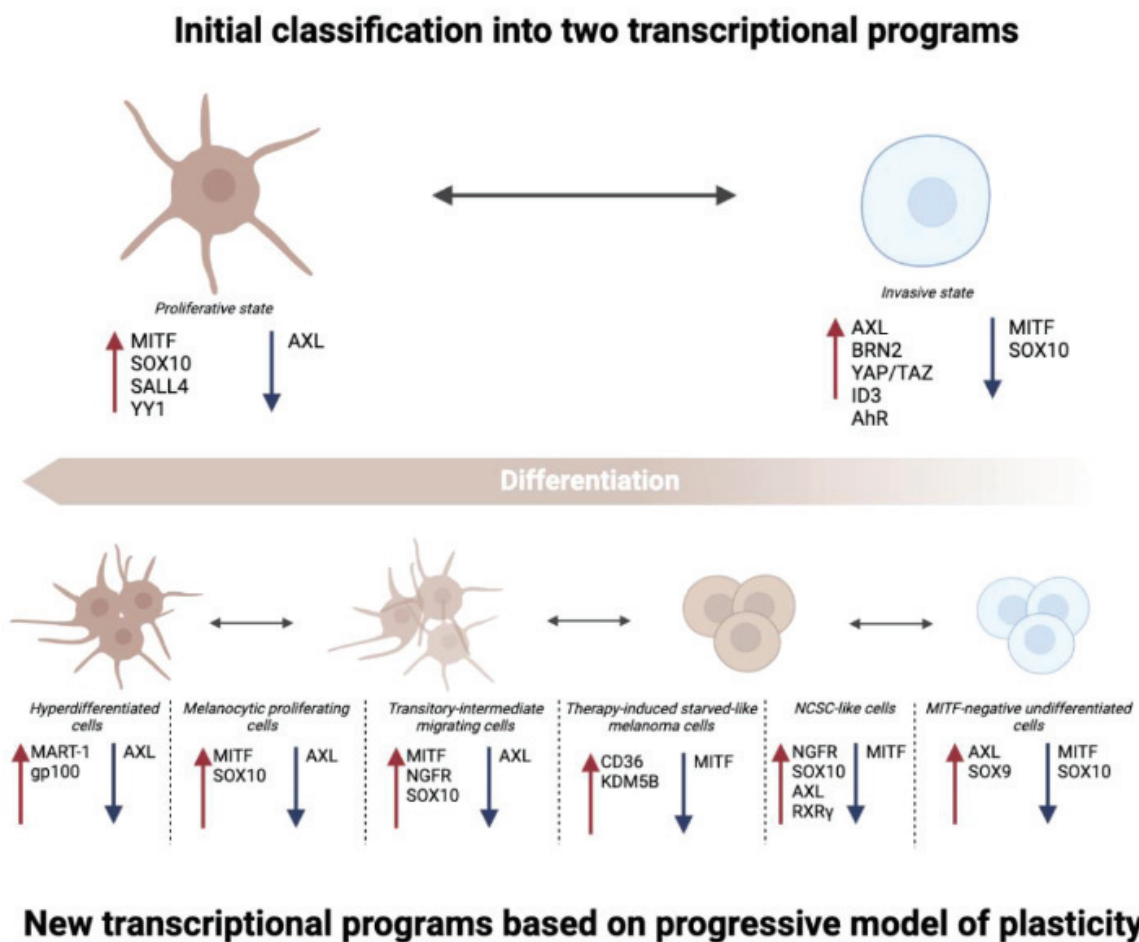 Initial classification into two transcriptional programs
Proliferative state
MITF
SOX10
SALL4
YY1
AXL
Invasive state
AXL
BRN2
YAP/TAZ
ID3
AhR
MITF
SOX10
Differentiation
Hyperdifferentiated
cells
MART-1
gp100
AXL
Melanocytic proliferating
cells
MITF
SOX10
AXL
Transitory-intermediate
migrating cells
MITF
NGFR
SOX10
AXL
Therapy-induced starved-like
melanoma cells
CD36
KDM5B
MITF
NCSC-like cells
NGFR
SOX10
AXL
RXRγ
MITF
MITF-negative undifferentiated
cells
AXL
SOX9
MITF
SOX10
New transcriptional programs based on progressive model of plasticity